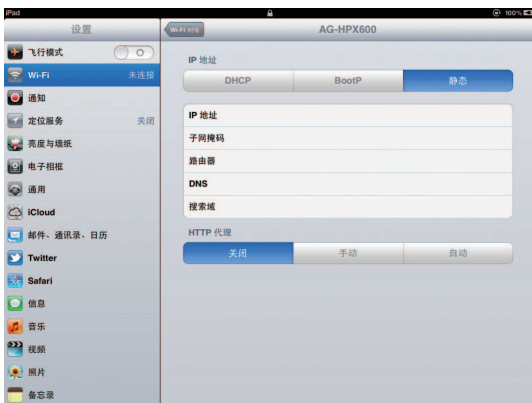 iPad
100%
设置
飞行模式
Wi-Fi 未连接
通知
定位服务 关闭
亮度与墙纸
电子相框
通用
iCloud
邮件、通讯录、日历
Twitter
Safari
信息
音乐
视频
照片
备忘录
Wi-Fi 网络
AG-HPX600
IP 地址
DHCP BootP 静态
IP 地址
子网掩码
路由器
DNS
搜索域
HTTP 代理
关闭 手动 自动